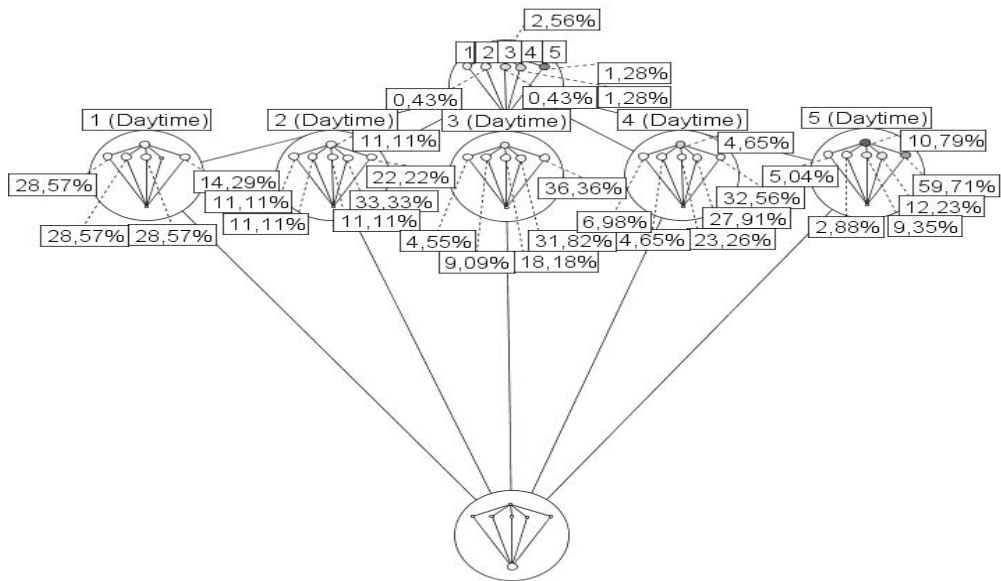 2,56%
1 2 3 4 5
1,28%
0,43% 0,43% 1,28%
1 (Daytime) 2 (Daytime) 3 (Daytime) 4 (Daytime) 5 (Daytime)
11,11% 4,65% 10,79%
28,57% 14,29% 22,22% 36,36% 5,04% 59,71%
11,11% 33,33% 32,56% 12,23%
11,11% 11,11% 6,98% 27,91% 2,88% 9,35%
28,57% 28,57% 4,55% 31,82% 4,65% 23,26%
9,09% 18,18%